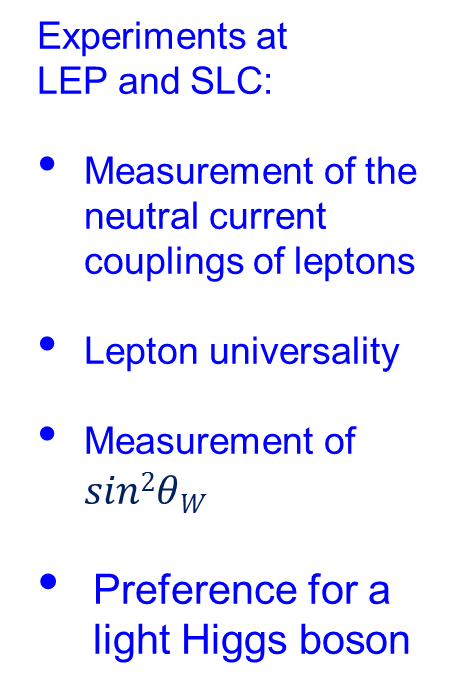 Experiments at
LEP and SLC:
• Measurement of the
neutral current
couplings of leptons
• Lepton universality
• Measurement of
sin²θ_W
• Preference for a
light Higgs boson